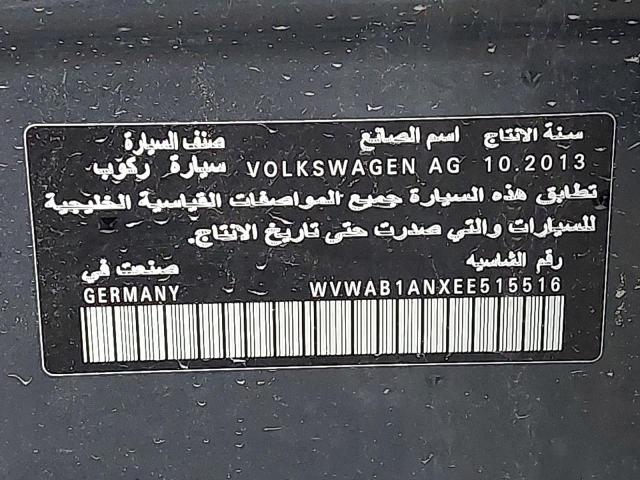 سنة الانتاج اسم الصانع صنف السيارة
10.2013 VOLKSWAGEN AG سيارة ركوب
تطابق هذه السيارة جميع المواصفات القياسية الخليجية
للسيارات والتي صدرت حتى تاريخ الانتاج.
رقم الشاسيه صنعت في
WVWAB1ANXEE515516 GERMANY